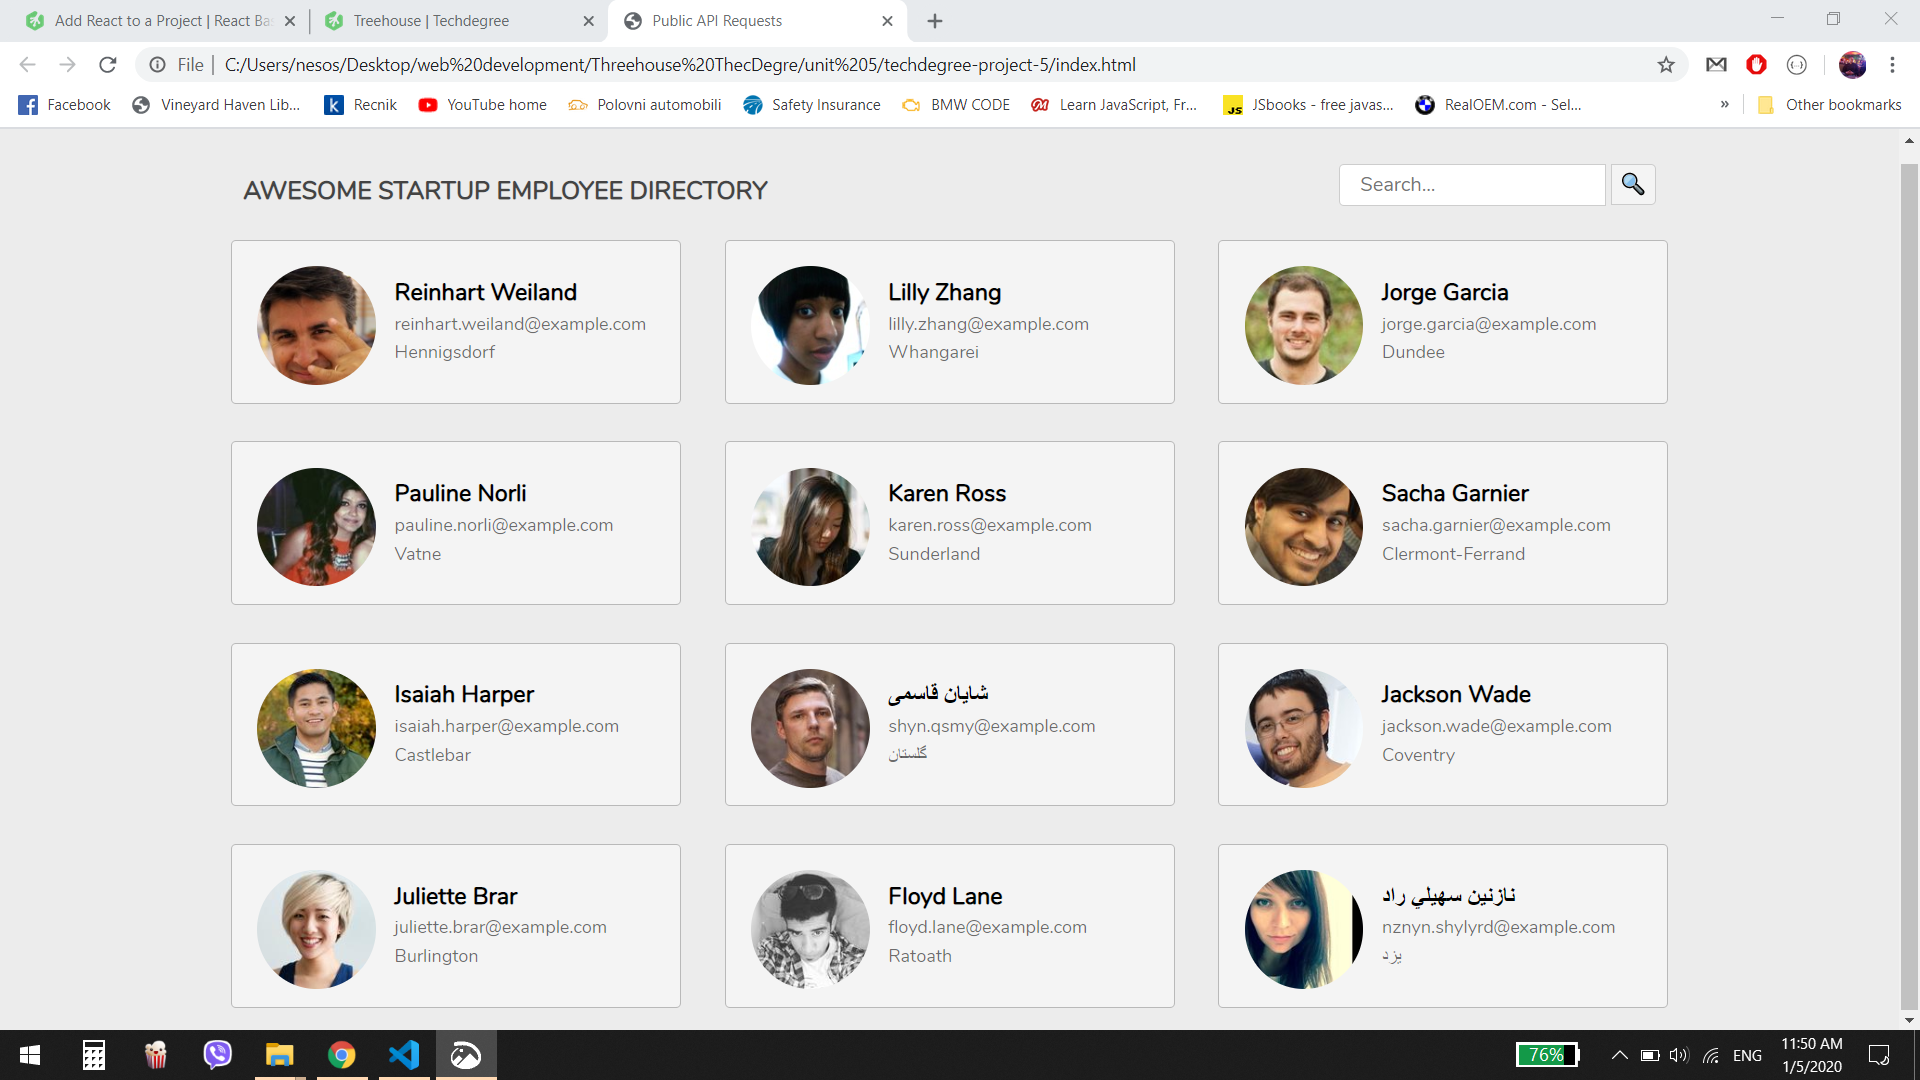 Add React to a Project | React Bas
Treehouse | Techdegree
Public API Requests
File | C:/Users/nesos/Desktop/web%20development/Threehouse%20ThecDegre/unit%205/techdegree-project-5/index.html
Facebook
Vineyard Haven Lib...
Recnik
YouTube home
Polovni automobili
Safety Insurance
BMW CODE
Learn JavaScript, Fr...
JSbooks - free javas...
RealOEM.com - Sel...
»
Other bookmarks
AWESOME STARTUP EMPLOYEE DIRECTORY
Search...
Reinhart Weiland
reinhart.weiland@example.com
Hennigsdorf
Lilly Zhang
lilly.zhang@example.com
Whangarei
Jorge Garcia
jorge.garcia@example.com
Dundee
Pauline Norli
pauline.norli@example.com
Vatne
Karen Ross
karen.ross@example.com
Sunderland
Sacha Garnier
sacha.garnier@example.com
Clermont-Ferrand
Isaiah Harper
isaiah.harper@example.com
Castlebar
شایان قاسمی
shyn.qsmy@example.com
گلستان
Jackson Wade
jackson.wade@example.com
Coventry
Juliette Brar
juliette.brar@example.com
Burlington
Floyd Lane
floyd.lane@example.com
Ratoath
نازنین سهيلي راد
nznyn.shylyrd@example.com
یزد
76%
ENG
11:50 AM
1/5/2020